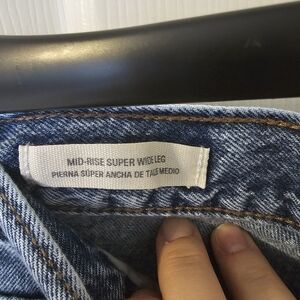 MID-RISE SUPER WIDE LEG
PIERNA SÚPER ANCHA DE TALLE MEDIO